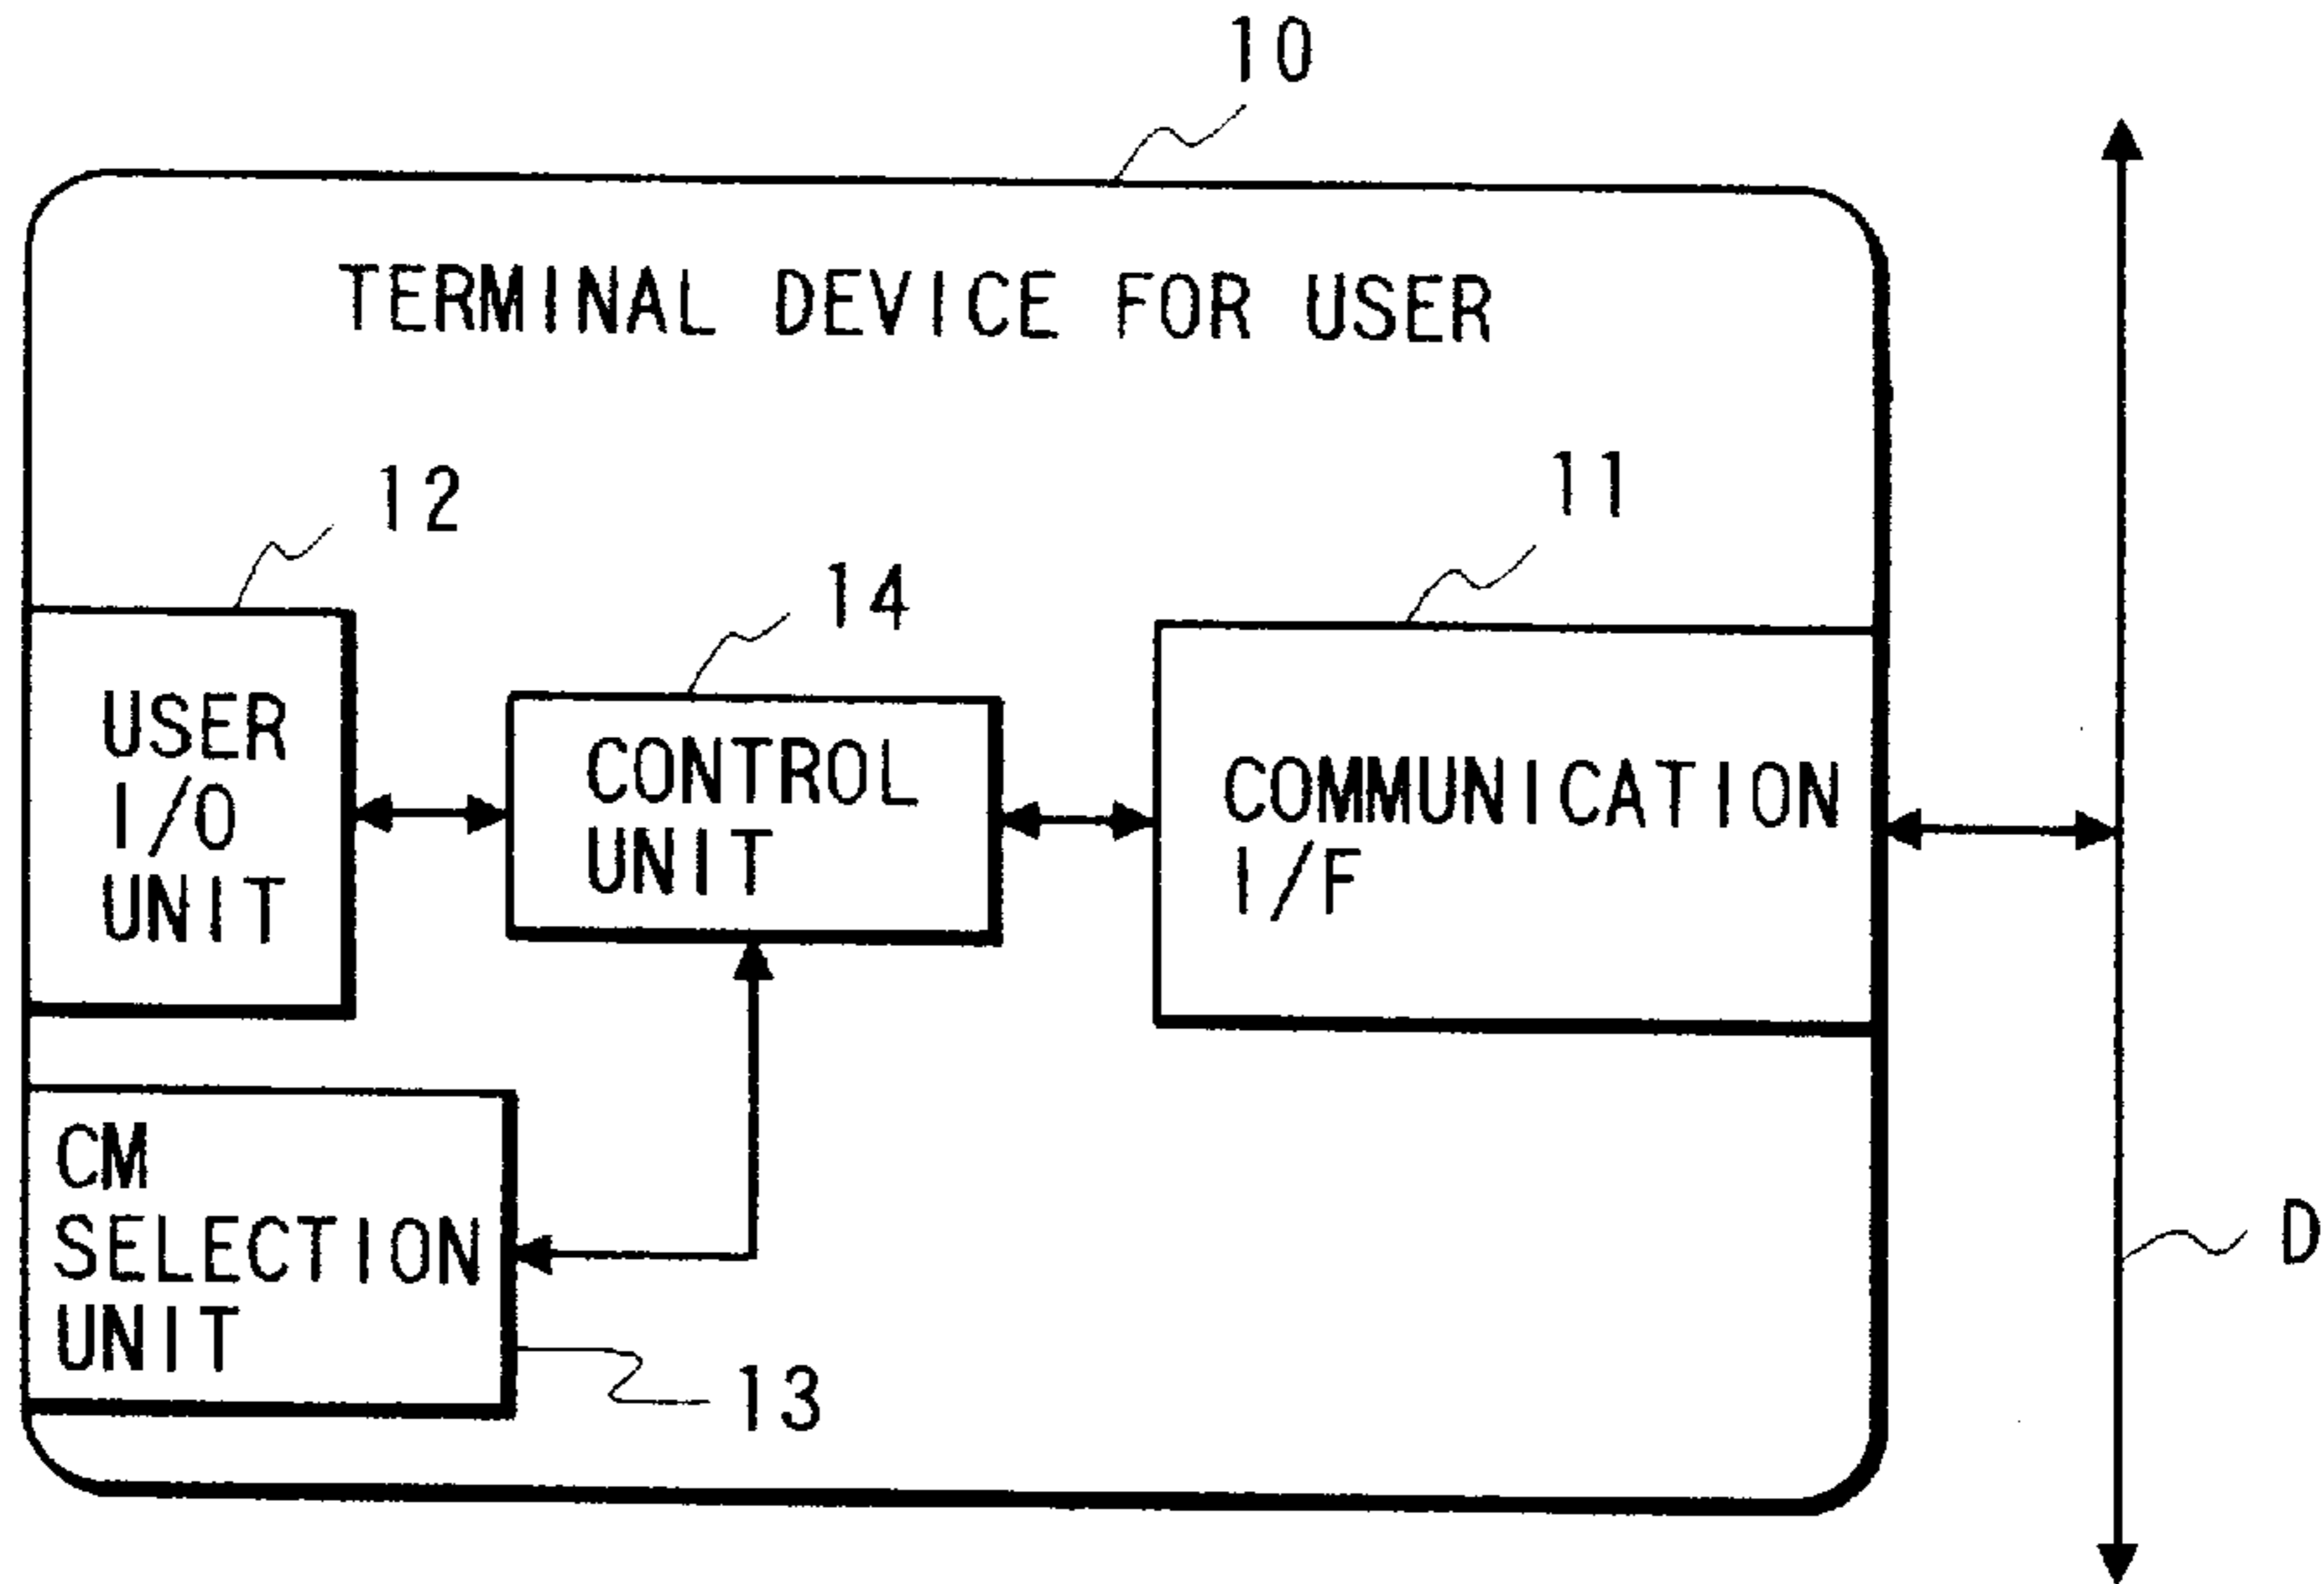 10
TERMINAL DEVICE FOR USER
12
11
14
USER
I/O
UNIT
CONTROL
UNIT
COMMUNICATION
I/F
CM
SELECTION
UNIT
13
D